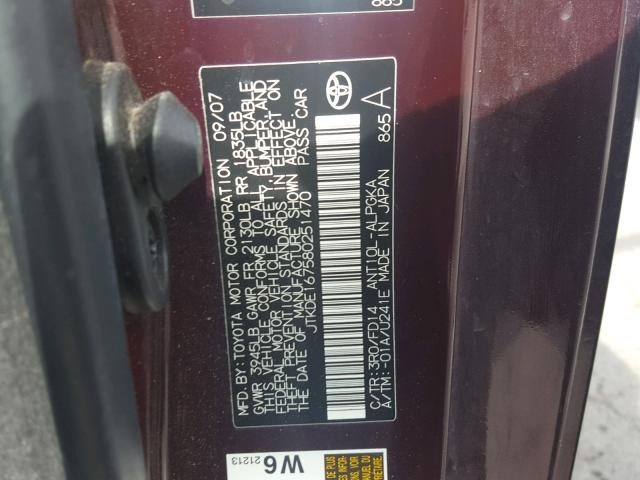 865
MFD.BY:TOYOTA MOTOR CORPORATION 09/07
GVWR 3945LB GAWR FR 2130LB RR 1835LB
THIS VEHICLE CONFORMS TO ALL APPLICABLE
FEDERAL MOTOR VEHICLE SAFETY, BUMPER, AND
THEFT PREVENTION STANDARDS IN EFFECT ON
THE DATE OF MANUFACTURE SHOWN ABOVE.
JTKDE167580251470 PASS CAR
C/TR:3R0/FD14 ANT10L-ALPGKA
A/TM:-01A/U241E MADE IN JAPAN 865 A
W6
21213
DE PLUS